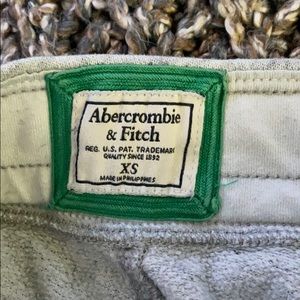 Abercrombie
& Fitch
REG. U.S. PAT. TRADEMARK
QUALITY SINCE 1892
XS
MADE IN PHILIPPINES